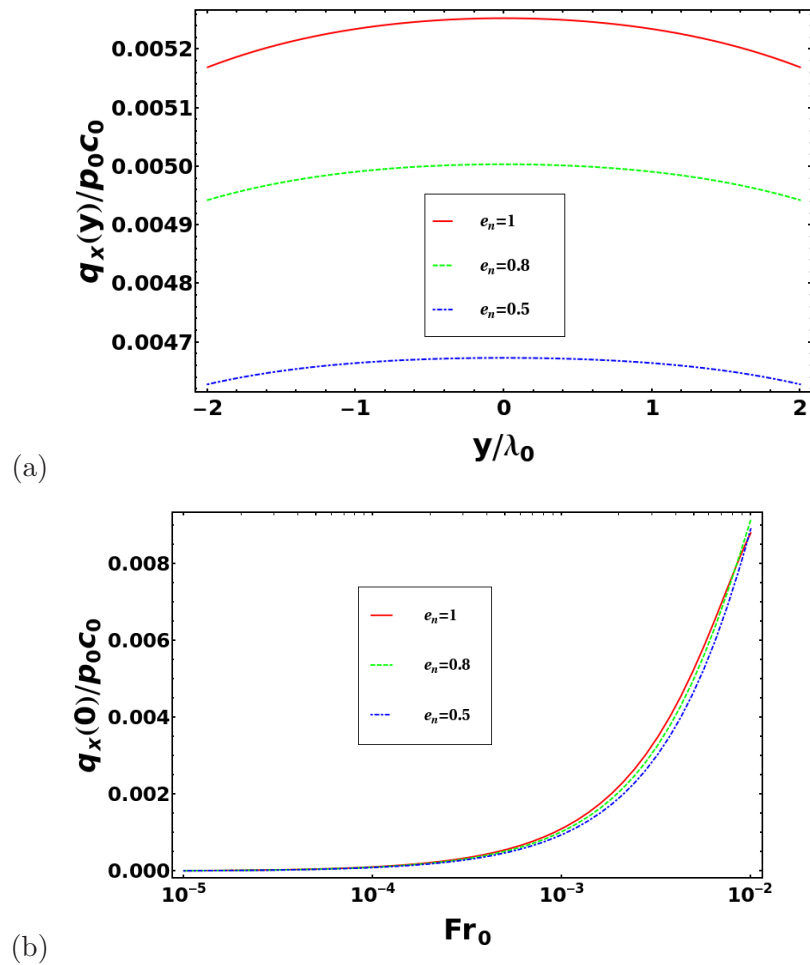 0.0052
0.0051
0.0050
0.0049
0.0048
0.0047
q_x(y)/p_0c_0
e_n=1
e_n=0.8
e_n=0.5
−2
−1
0
1
2
y/λ_0
(a)
0.008
0.006
0.004
0.002
0.000
q_x(0)/p_0c_0
e_n=1
e_n=0.8
e_n=0.5
10^−5
10^−4
10^−3
10^−2
Fr_0
(b)